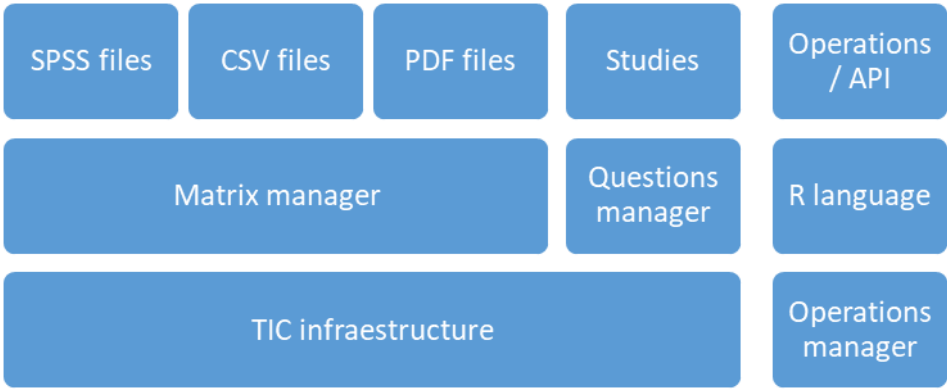 SPSS files
CSV files
PDF files
Studies
Operations
/ API
Matrix manager
Questions
manager
R language
TIC infraestructure
Operations
manager